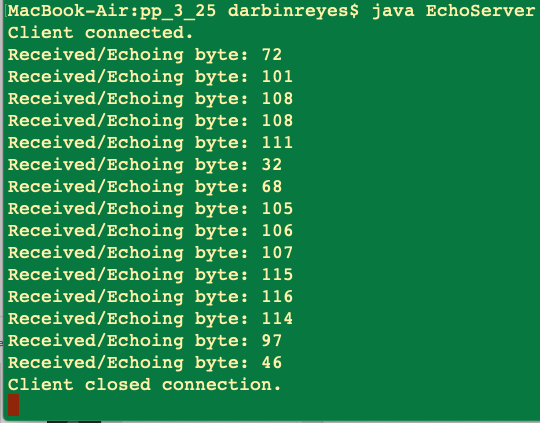 MacBook-Air:pp_3_25 darbinreyes$ java EchoServer
Client connected.
Received/Echoing byte: 72
Received/Echoing byte: 101
Received/Echoing byte: 108
Received/Echoing byte: 108
Received/Echoing byte: 111
Received/Echoing byte: 32
Received/Echoing byte: 68
Received/Echoing byte: 105
Received/Echoing byte: 106
Received/Echoing byte: 107
Received/Echoing byte: 115
Received/Echoing byte: 116
Received/Echoing byte: 114
Received/Echoing byte: 97
Received/Echoing byte: 46
Client closed connection.